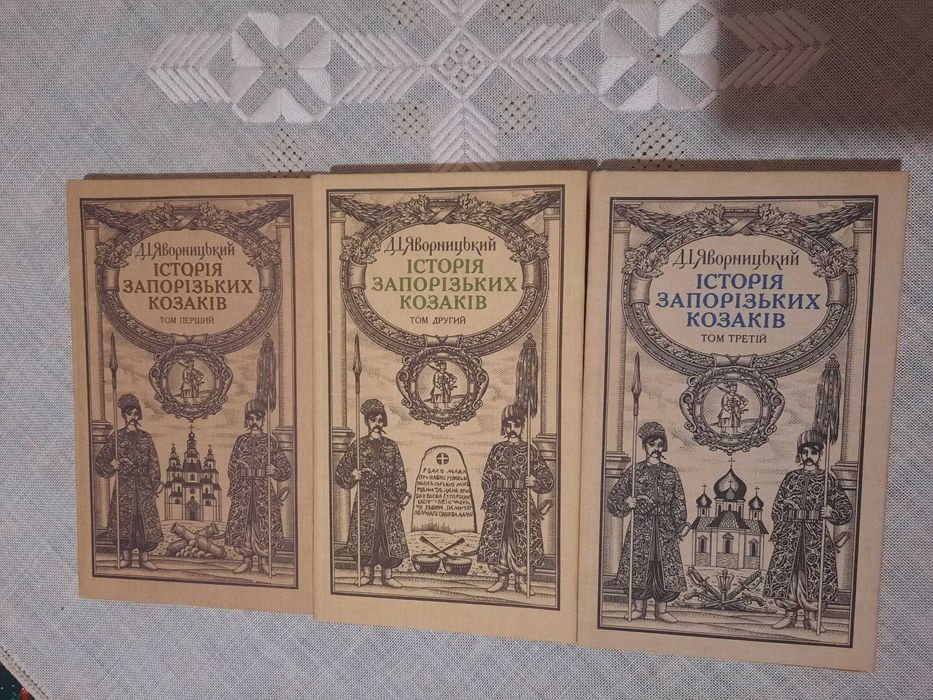 Д.І.Яворницький
ІСТОРІЯ
ЗАПОРІЗЬКИХ
КОЗАКІВ
ТОМ ПЕРШИЙ
Д.І.Яворницький
ІСТОРІЯ
ЗАПОРІЗЬКИХ
КОЗАКІВ
ТОМ ДРУГИЙ
Д.І.Яворницький
ІСТОРІЯ
ЗАПОРІЗЬКИХ
КОЗАКІВ
ТОМ ТРЕТІЙ